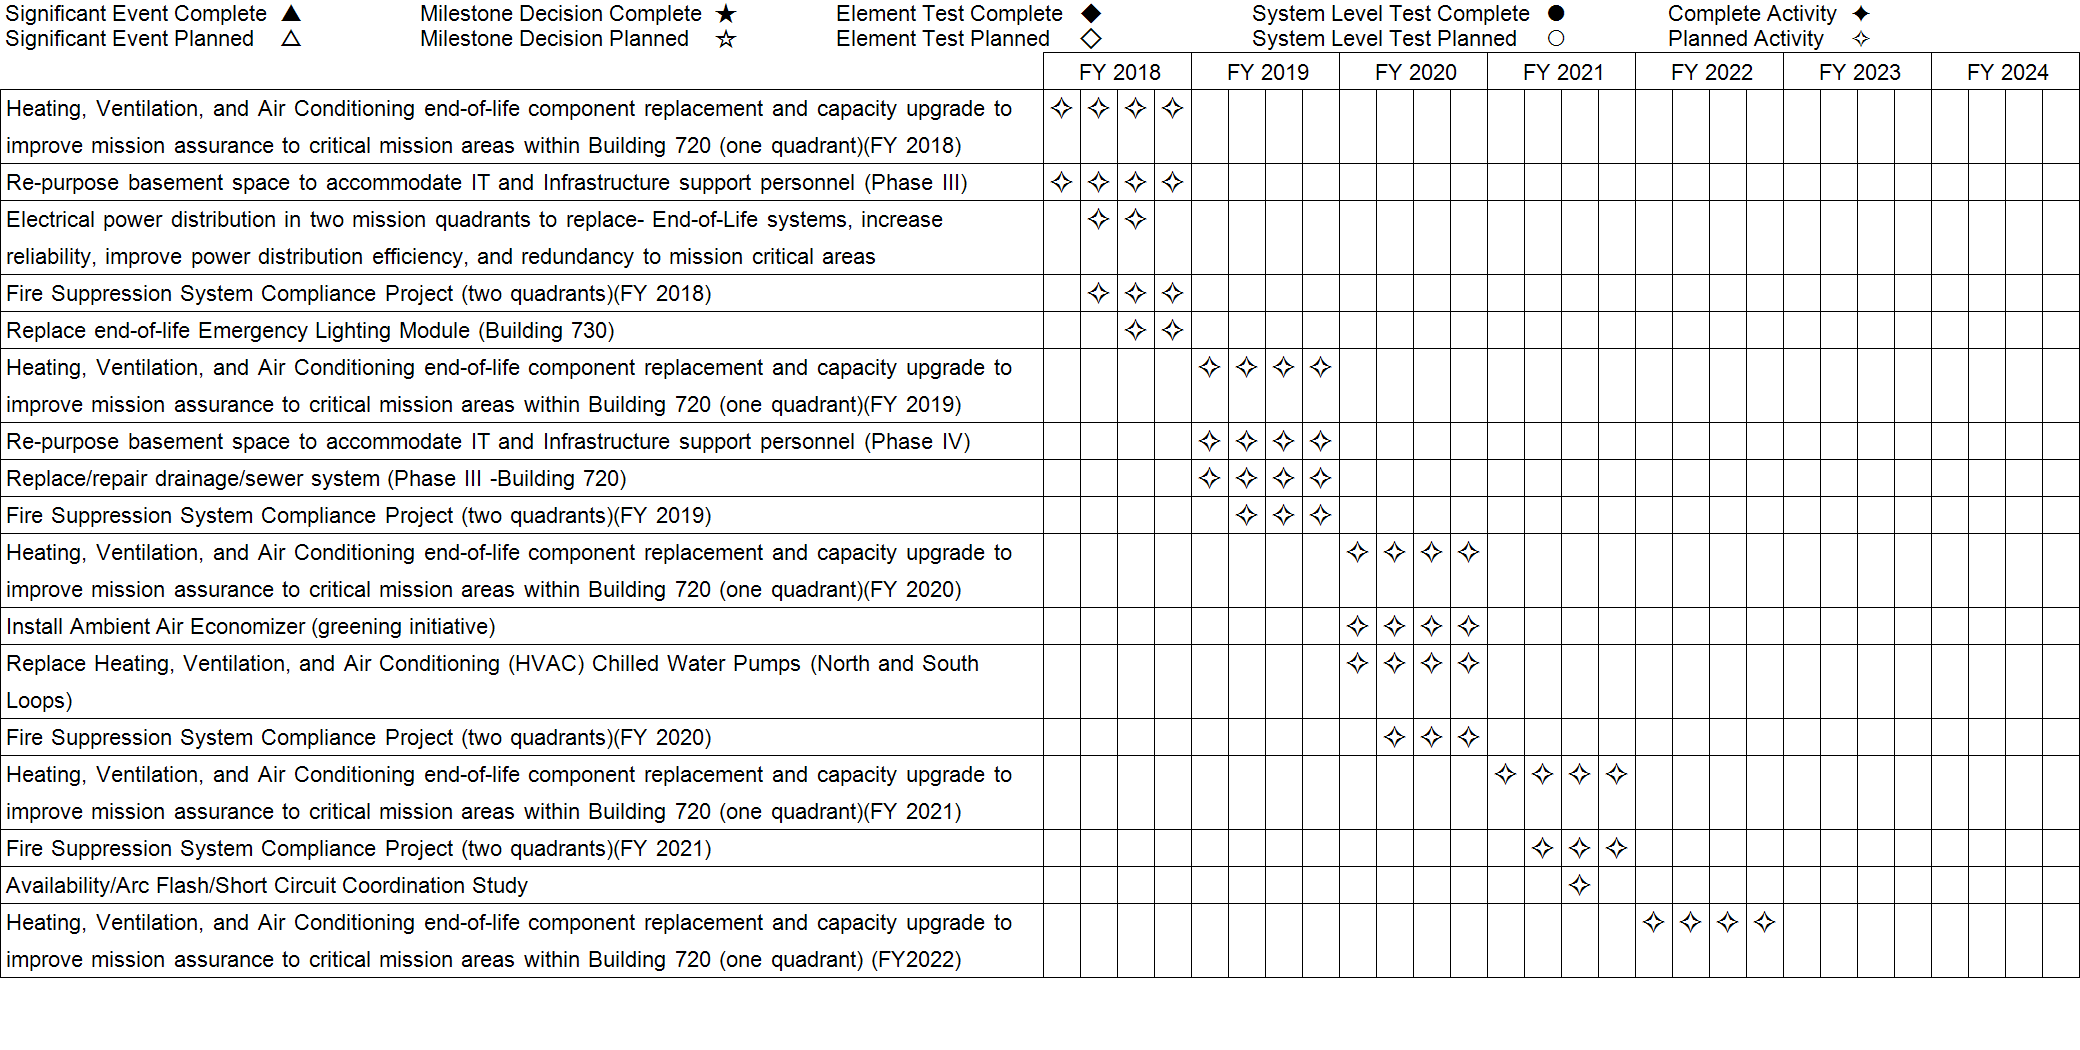 Significant Event Complete ▲ Milestone Decision Complete ★ Element Test Complete ◆ System Level Test Complete ● Complete Activity ✦
Significant Event Planned △ Milestone Decision Planned ☆ Element Test Planned ◇ System Level Test Planned ○ Planned Activity ✧
FY 2018 FY 2019 FY 2020 FY 2021 FY 2022 FY 2023 FY 2024
Heating, Ventilation, and Air Conditioning end-of-life component replacement and capacity upgrade to ✧ ✧ ✧ ✧
improve mission assurance to critical mission areas within Building 720 (one quadrant)(FY 2018)
Re-purpose basement space to accommodate IT and Infrastructure support personnel (Phase III) ✧ ✧ ✧ ✧
Electrical power distribution in two mission quadrants to replace- End-of-Life systems, increase ✧ ✧
reliability, improve power distribution efficiency, and redundancy to mission critical areas
Fire Suppression System Compliance Project (two quadrants)(FY 2018) ✧ ✧ ✧
Replace end-of-life Emergency Lighting Module (Building 730) ✧ ✧
Heating, Ventilation, and Air Conditioning end-of-life component replacement and capacity upgrade to ✧ ✧ ✧ ✧
improve mission assurance to critical mission areas within Building 720 (one quadrant)(FY 2019)
Re-purpose basement space to accommodate IT and Infrastructure support personnel (Phase IV) ✧ ✧ ✧ ✧
Replace/repair drainage/sewer system (Phase III -Building 720) ✧ ✧ ✧ ✧
Fire Suppression System Compliance Project (two quadrants)(FY 2019) ✧ ✧ ✧
Heating, Ventilation, and Air Conditioning end-of-life component replacement and capacity upgrade to ✧ ✧ ✧ ✧
improve mission assurance to critical mission areas within Building 720 (one quadrant)(FY 2020)
Install Ambient Air Economizer (greening initiative) ✧ ✧ ✧ ✧
Replace Heating, Ventilation, and Air Conditioning (HVAC) Chilled Water Pumps (North and South ✧ ✧ ✧ ✧
Loops)
Fire Suppression System Compliance Project (two quadrants)(FY 2020) ✧ ✧ ✧
Heating, Ventilation, and Air Conditioning end-of-life component replacement and capacity upgrade to ✧ ✧ ✧ ✧
improve mission assurance to critical mission areas within Building 720 (one quadrant)(FY 2021)
Fire Suppression System Compliance Project (two quadrants)(FY 2021) ✧ ✧ ✧
Availability/Arc Flash/Short Circuit Coordination Study ✧
Heating, Ventilation, and Air Conditioning end-of-life component replacement and capacity upgrade to ✧ ✧ ✧ ✧
improve mission assurance to critical mission areas within Building 720 (one quadrant) (FY2022)